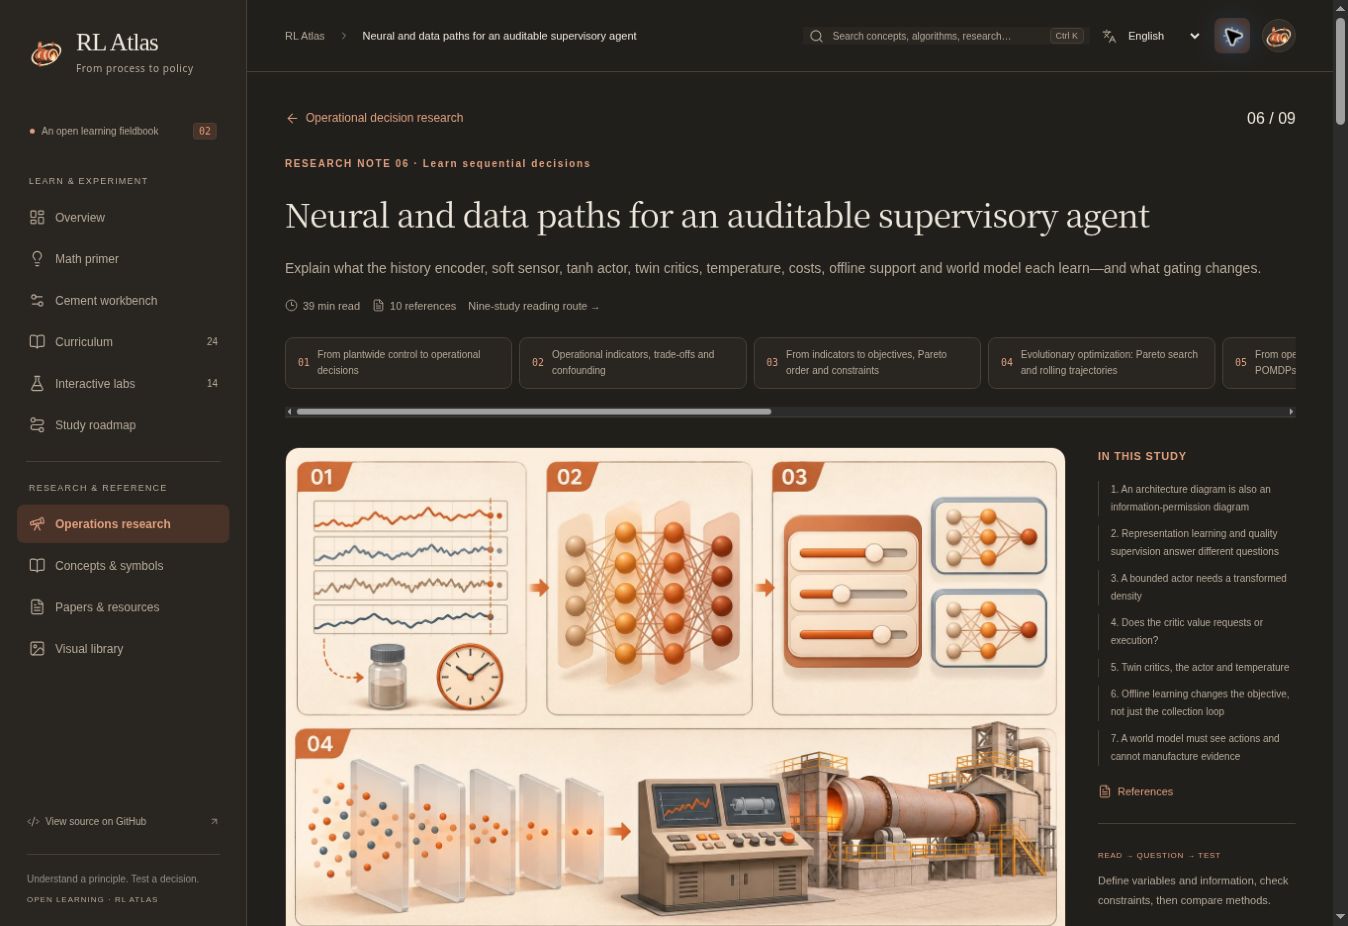 RL Atlas
From process to policy
An open learning fieldbook 02
LEARN & EXPERIMENT
Overview
Math primer
Cement workbench
Curriculum 24
Interactive labs 14
Study roadmap
RESEARCH & REFERENCE
Operations research
Concepts & symbols
Papers & resources
Visual library
View source on GitHub
Understand a principle. Test a decision.
OPEN LEARNING · RL ATLAS
RL Atlas > Neural and data paths for an auditable supervisory agent
Search concepts, algorithms, research… Ctrl K
English
← Operational decision research
06 / 09
RESEARCH NOTE 06 · Learn sequential decisions
Neural and data paths for an auditable supervisory agent
Explain what the history encoder, soft sensor, tanh actor, twin critics, temperature, costs, offline support and world model each learn—and what gating changes.
39 min read 10 references Nine-study reading route →
01 From plantwide control to operational
decisions
02 Operational indicators, trade-offs and
confounding
03 From indicators to objectives, Pareto
order and constraints
04 Evolutionary optimization: Pareto search
and rolling trajectories
05 From ope
POMDPs
01
02
03
04
IN THIS STUDY
1. An architecture diagram is also an
information-permission diagram
2. Representation learning and quality
supervision answer different questions
3. A bounded actor needs a transformed
density
4. Does the critic value requests or
execution?
5. Twin critics, the actor and temperature
6. Offline learning changes the objective,
not just the collection loop
7. A world model must see actions and
cannot manufacture evidence
References
READ → QUESTION → TEST
Define variables and information, check
constraints, then compare methods.